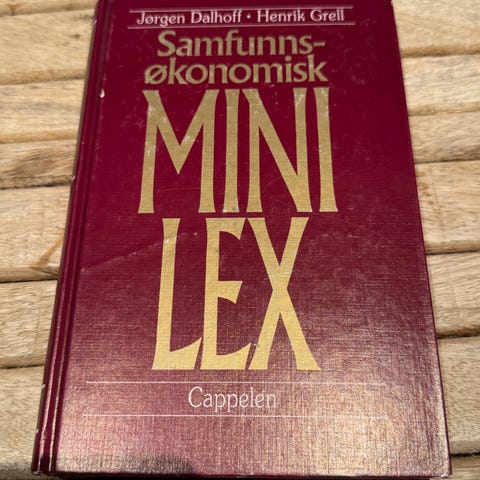 Jørgen Dalhoff · Henrik Grell
Samfunns-
økonomisk
MINI
LEX
Cappelen